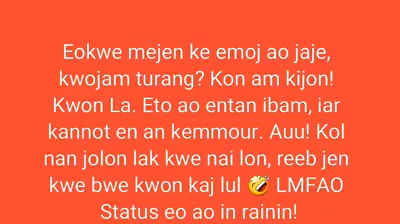 Eokwe mejen ke emoj ao jaje,
kwojam turang? Kon am kijon!
Kwon La. Eto ao entan ibam, iar
kannot en an kemmour. Auu! Kol
nan jolon lak kwe nai lon, reeb jen
kwe bwe kwon kaj lul 🤣 LMFAO
Status eo ao in rainin!